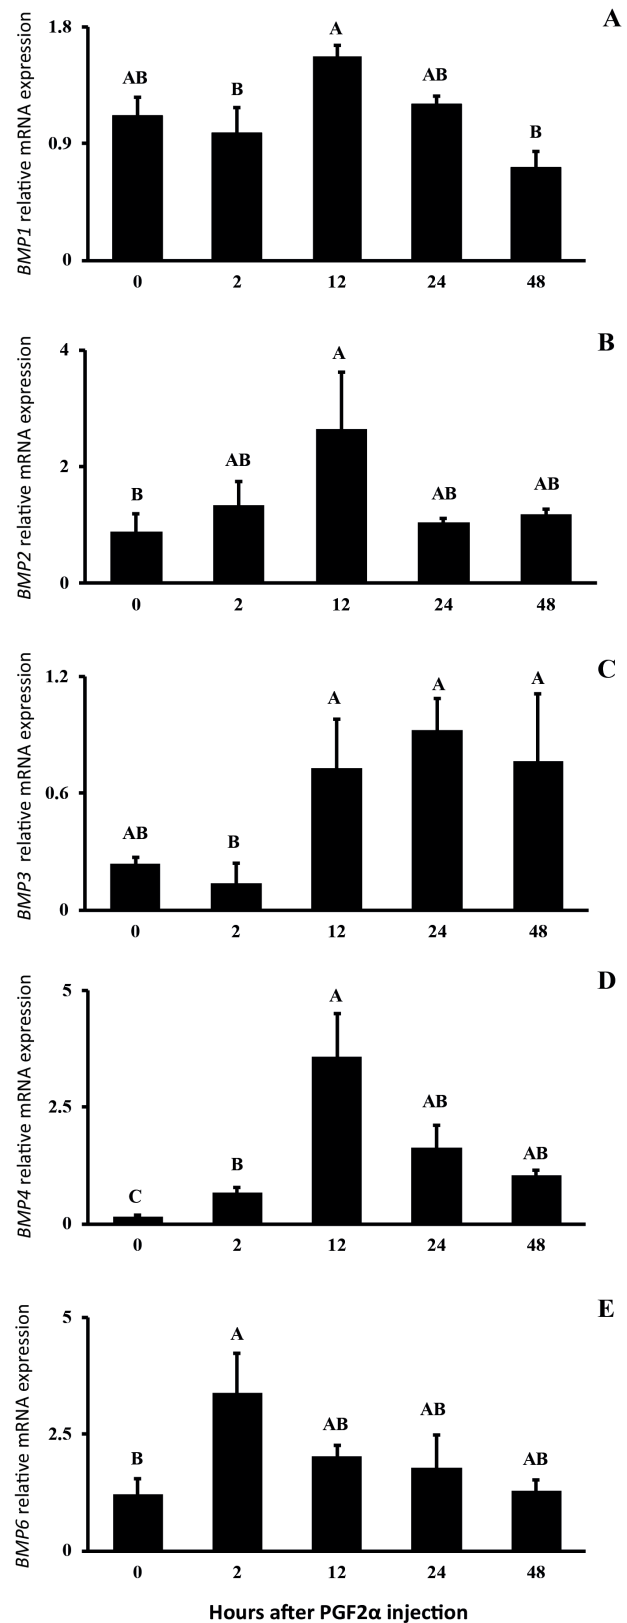 A
BMP1 relative mRNA expression
1.8
0.9
0
AB
B
A
AB
B
0 2 12 24 48
B
BMP2 relative mRNA expression
4
2
0
B
AB
A
AB
AB
0 2 12 24 48
C
BMP3 relative mRNA expression
1.2
0.6
0
AB
B
A
A
A
0 2 12 24 48
D
BMP4 relative mRNA expression
5
2.5
0
C
B
A
AB
AB
0 2 12 24 48
E
BMP6 relative mRNA expression
5
2.5
0
B
A
AB
AB
AB
0 2 12 24 48
Hours after PGF2α injection